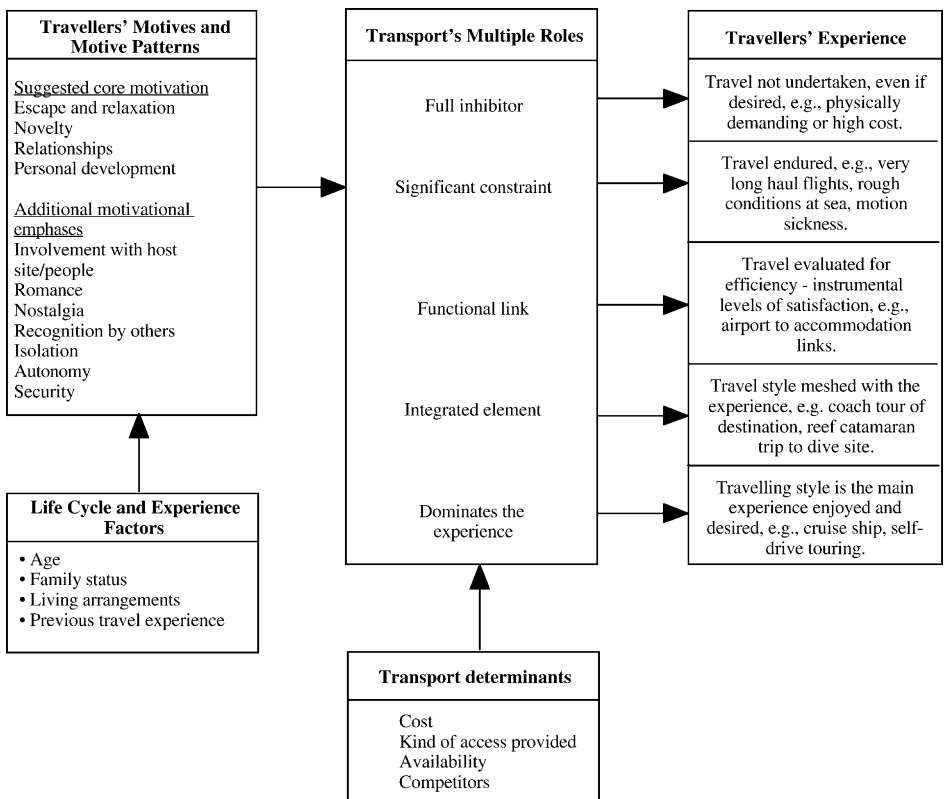 Travellers' Motives and
Motive Patterns
Suggested core motivation
Escape and relaxation
Novelty
Relationships
Personal development
Additional motivational
emphases
Involvement with host
site/people
Romance
Nostalgia
Recognition by others
Isolation
Autonomy
Security
Life Cycle and Experience
Factors
• Age
• Family status
• Living arrangements
• Previous travel experience
Transport's Multiple Roles
Full inhibitor
Significant constraint
Functional link
Integrated element
Dominates the
experience
Transport determinants
Cost
Kind of access provided
Availability
Competitors
Travellers' Experience
Travel not undertaken, even if
desired, e.g., physically
demanding or high cost.
Travel endured, e.g., very
long haul flights, rough
conditions at sea, motion
sickness.
Travel evaluated for
efficiency - instrumental
levels of satisfaction, e.g.,
airport to accommodation
links.
Travel style meshed with the
experience, e.g. coach tour of
destination, reef catamaran
trip to dive site.
Travelling style is the main
experience enjoyed and
desired, e.g., cruise ship, self-
drive touring.